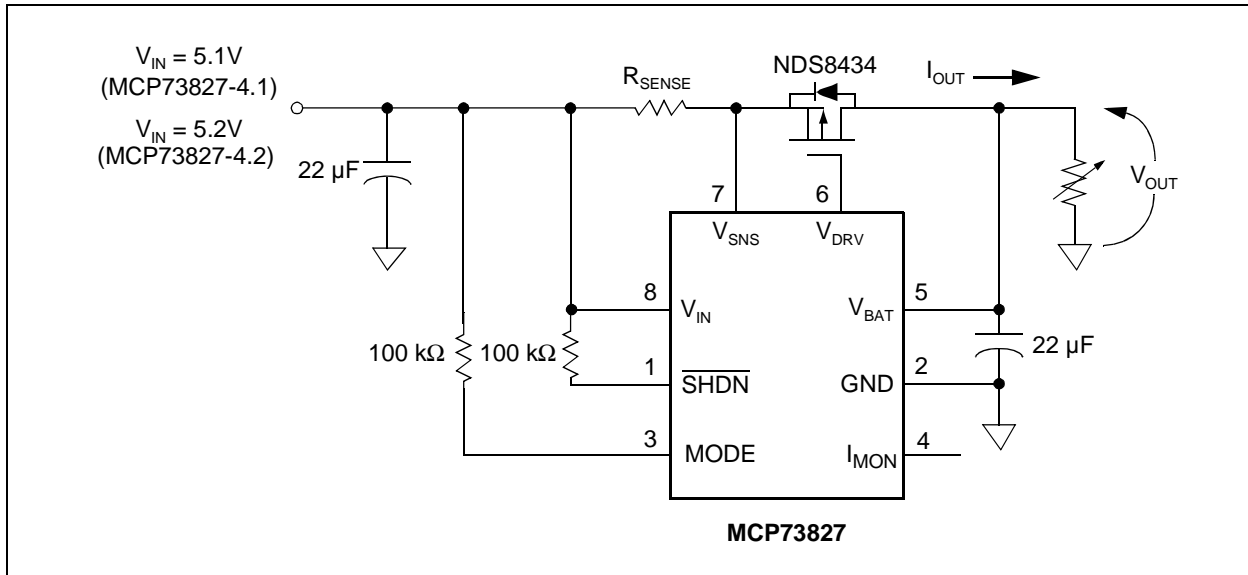 V_IN = 5.1V
(MCP73827-4.1)
V_IN = 5.2V
(MCP73827-4.2)
22 µF
R_SENSE
NDS8434
I_OUT
V_OUT
7
6
V_SNS
V_DRV
8
V_IN
V_BAT
5
100 kΩ
100 kΩ
22 µF
1
SHDN
GND
2
3
MODE
I_MON
4
MCP73827